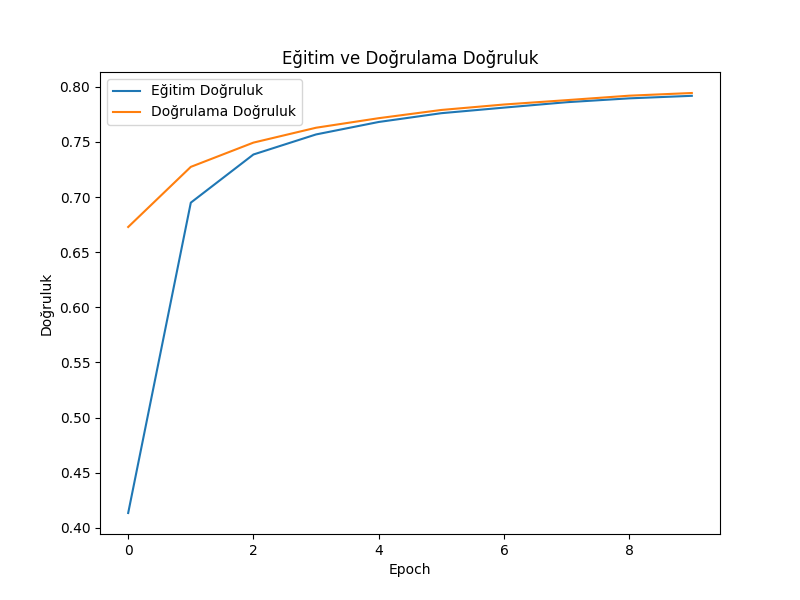 Eğitim ve Doğrulama Doğruluk
Eğitim Doğruluk
Doğrulama Doğruluk
0.80
0.75
0.70
0.65
0.60
0.55
0.50
0.45
0.40
Doğruluk
0 2 4 6 8
Epoch